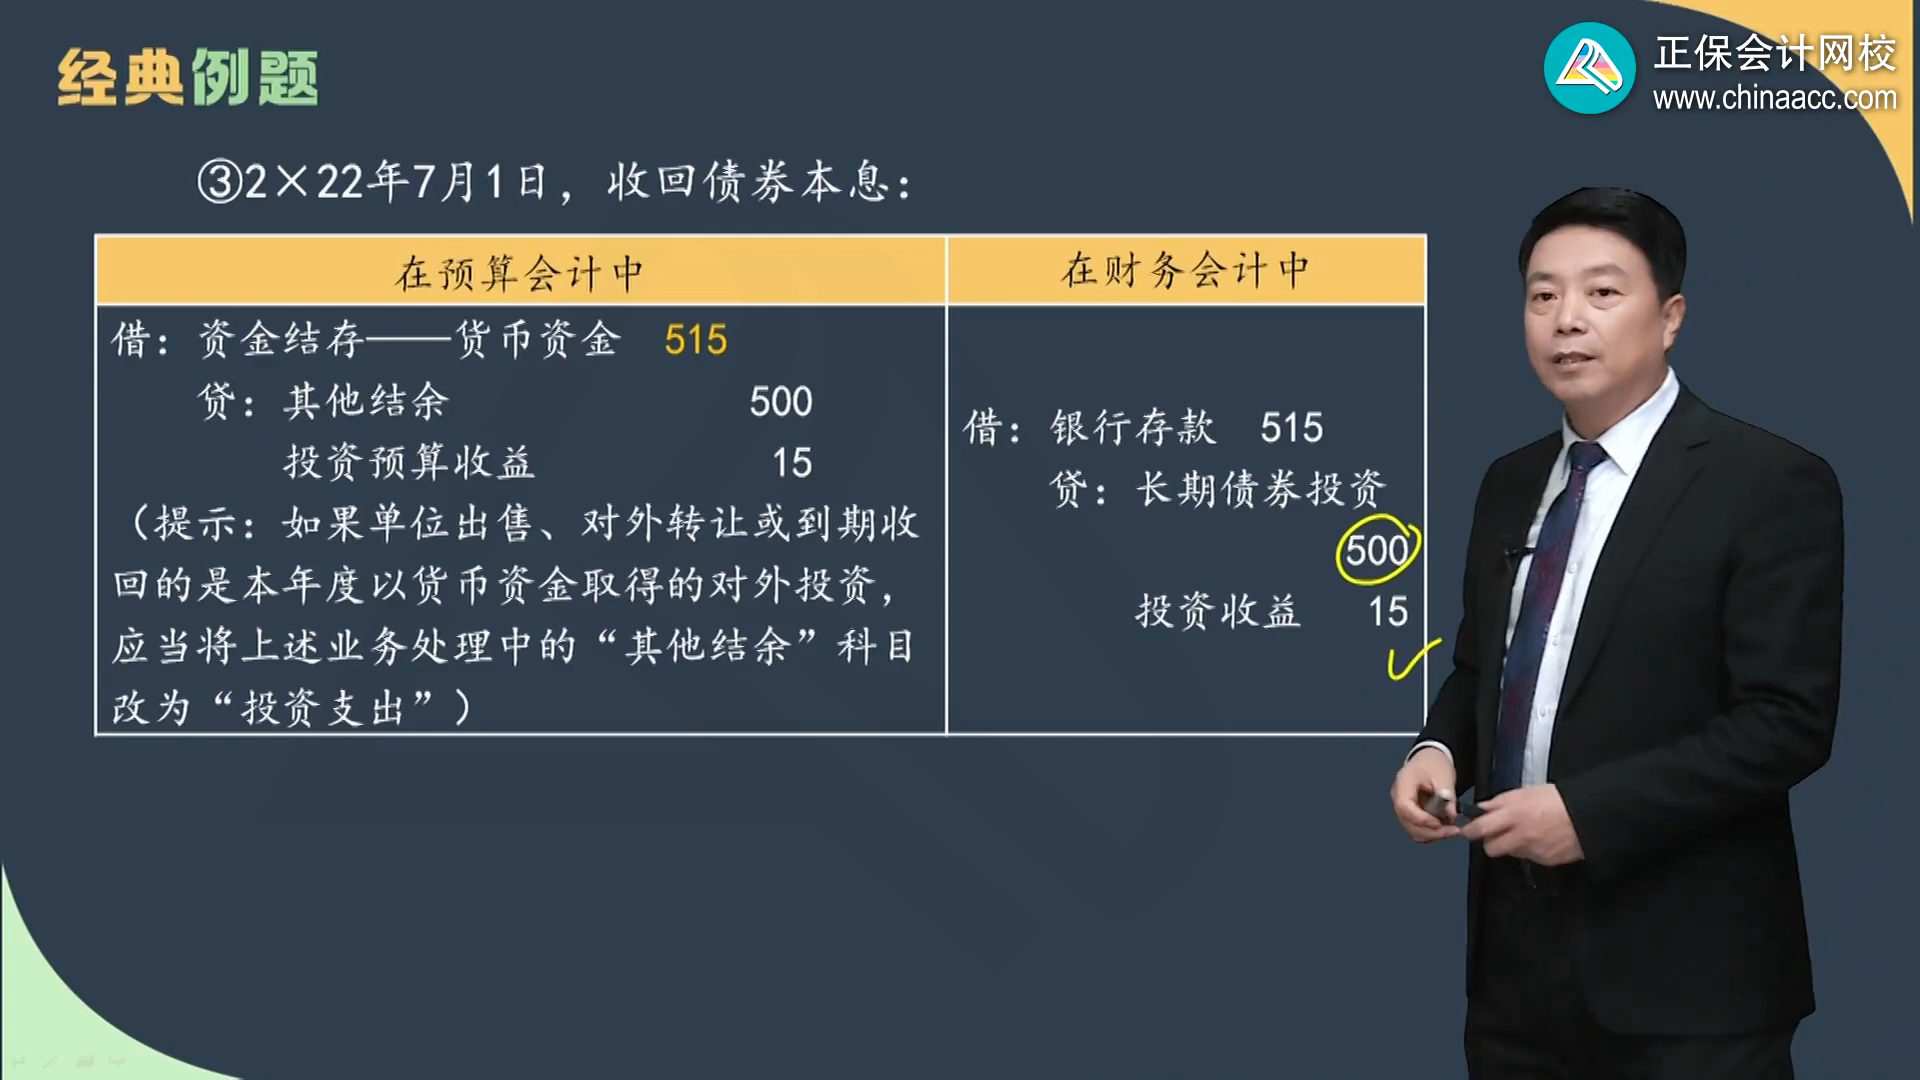 经典例题
正保会计网校
www.chinaacc.com
③2×22年7月1日，收回债券本息：
在预算会计中
借：资金结存——货币资金 515
贷：其他结余 500
投资预算收益 15
（提示：如果单位出售、对外转让或到期收
回的是本年度以货币资金取得的对外投资，
应当将上述业务处理中的“其他结余”科目
改为“投资支出”）
在财务会计中
借：银行存款 515
贷：长期债券投资
500
投资收益 15